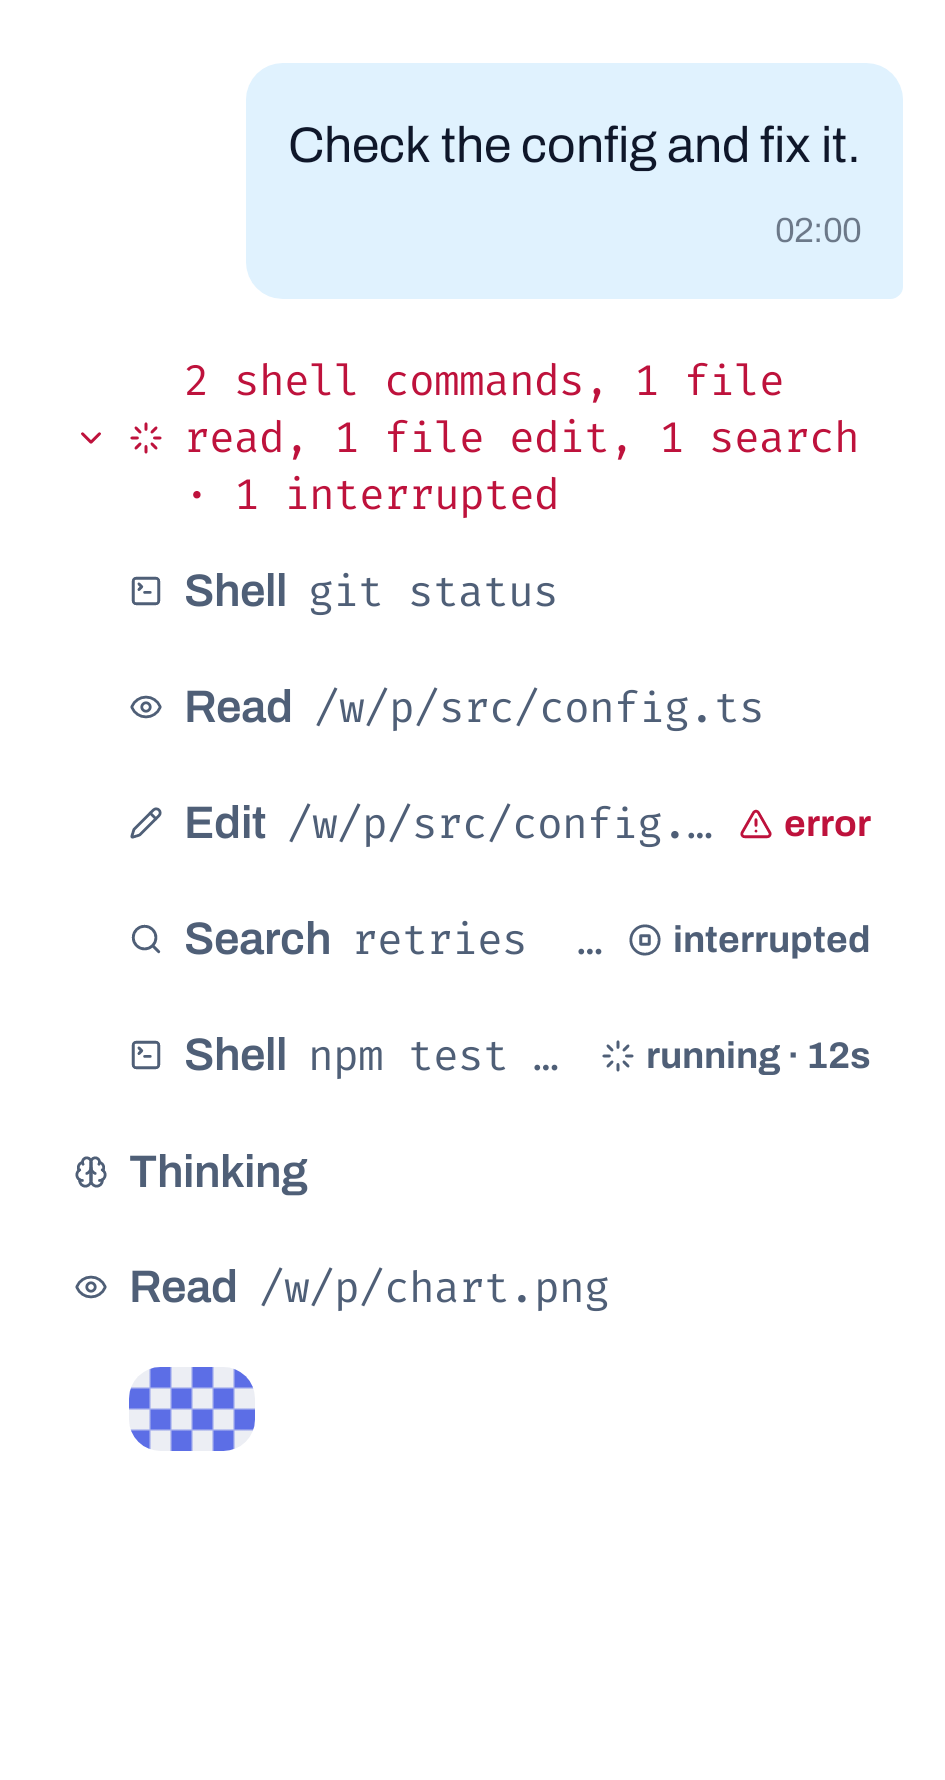 Check the config and fix it.
02:00
2 shell commands, 1 file
read, 1 file edit, 1 search
· 1 interrupted
Shell git status
Read /w/p/src/config.ts
Edit /w/p/src/config.… error
Search retries … interrupted
Shell npm test … running · 12s
Thinking
Read /w/p/chart.png